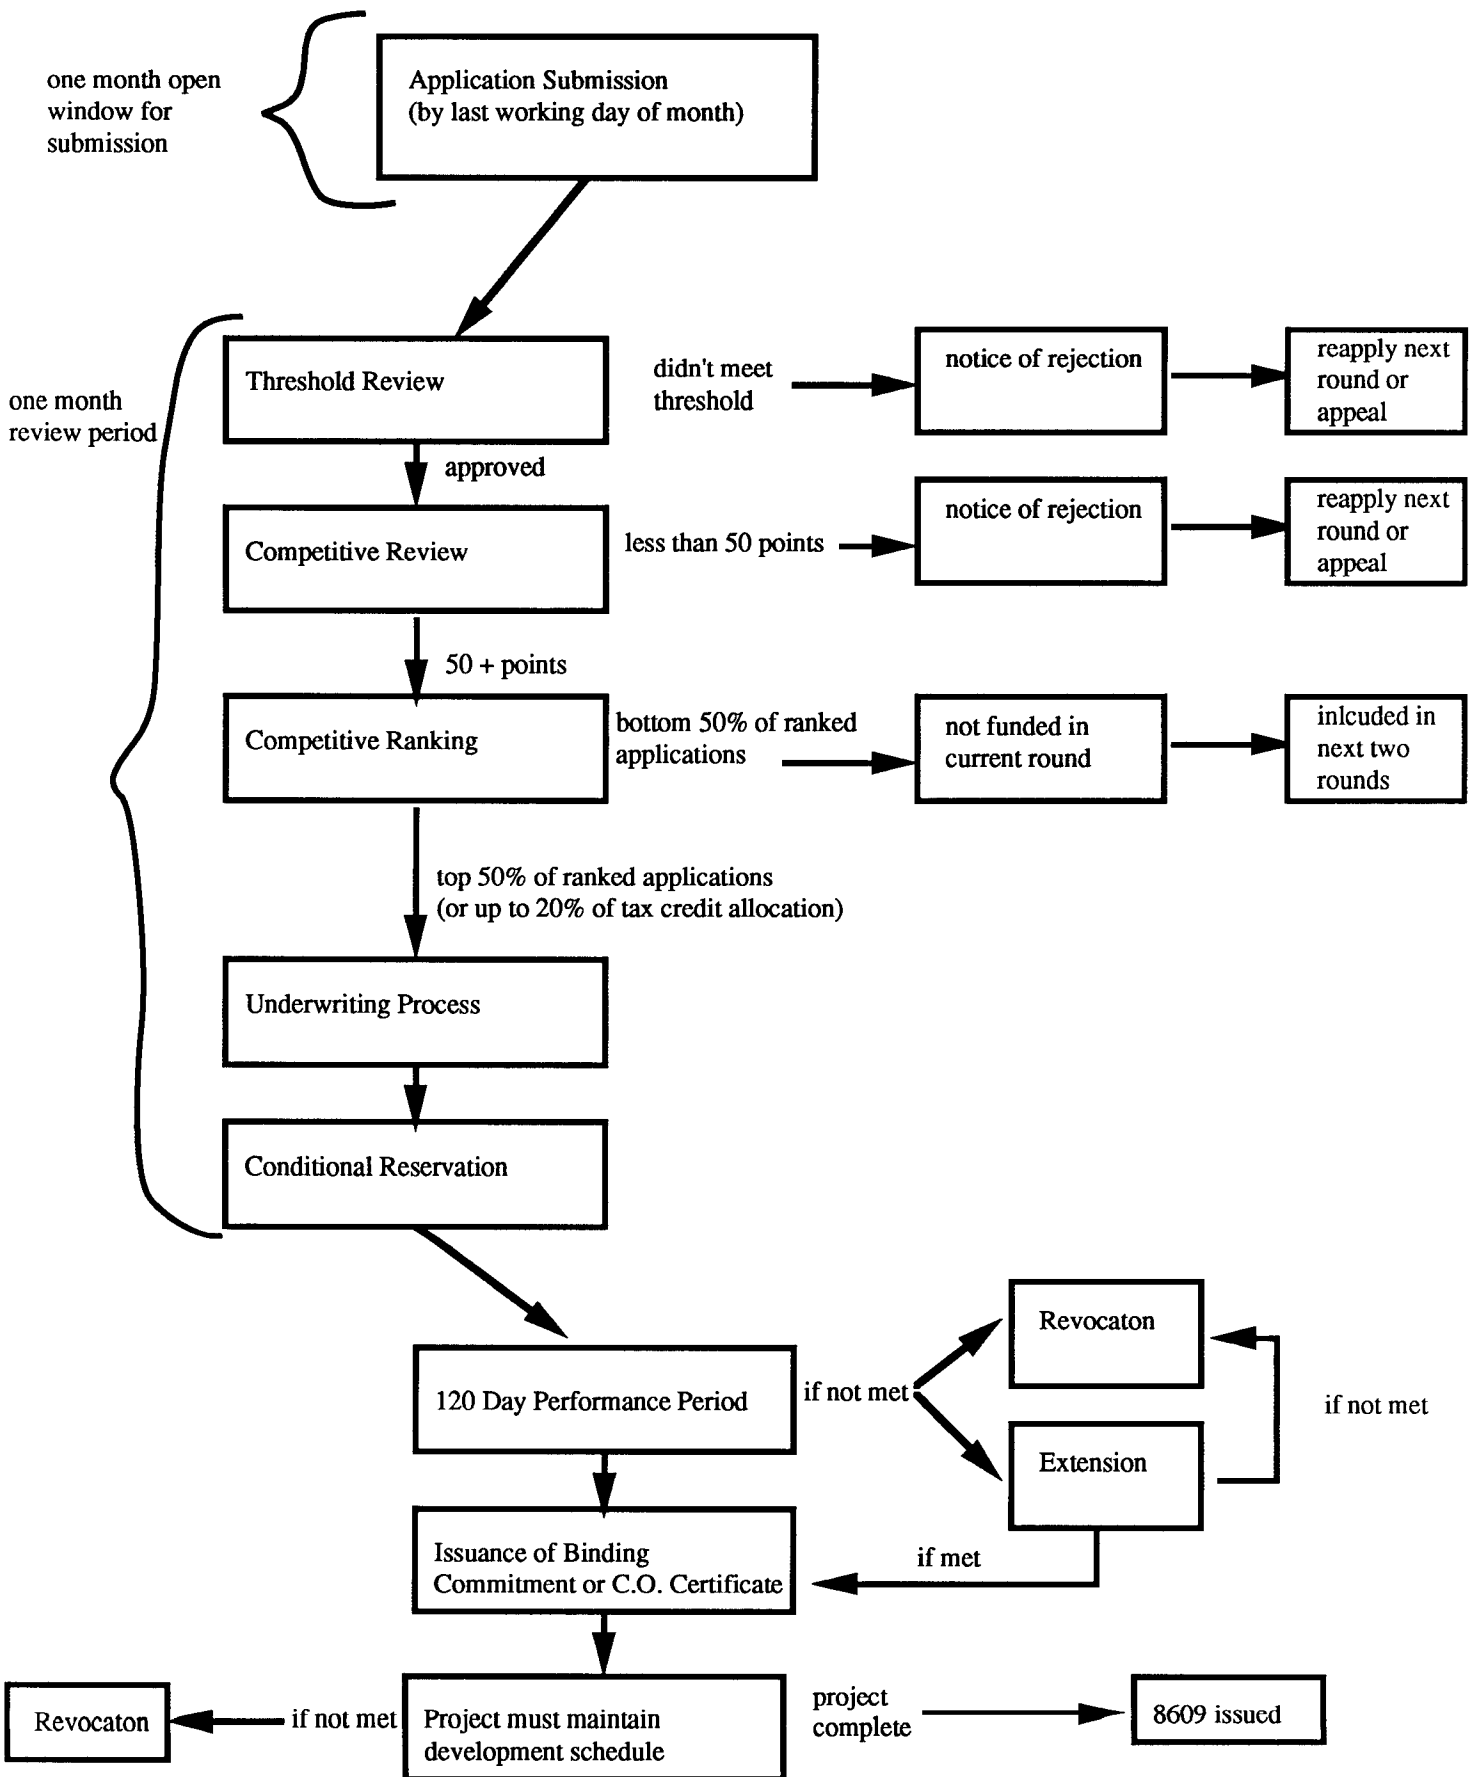 one month open
window for
submission
Application Submission
(by last working day of month)
one month
review period
Threshold Review
didn't meet
threshold
notice of rejection
reapply next
round or
appeal
approved
Competitive Review
less than 50 points
notice of rejection
reapply next
round or
appeal
50 + points
Competitive Ranking
bottom 50% of ranked
applications
not funded in
current round
inlcuded in
next two
rounds
top 50% of ranked applications
(or up to 20% of tax credit allocation)
Underwriting Process
Conditional Reservation
120 Day Performance Period
if not met
Revocaton
Extension
if not met
if met
Issuance of Binding
Commitment or C.O. Certificate
Revocaton
if not met
Project must maintain
development schedule
project
complete
8609 issued